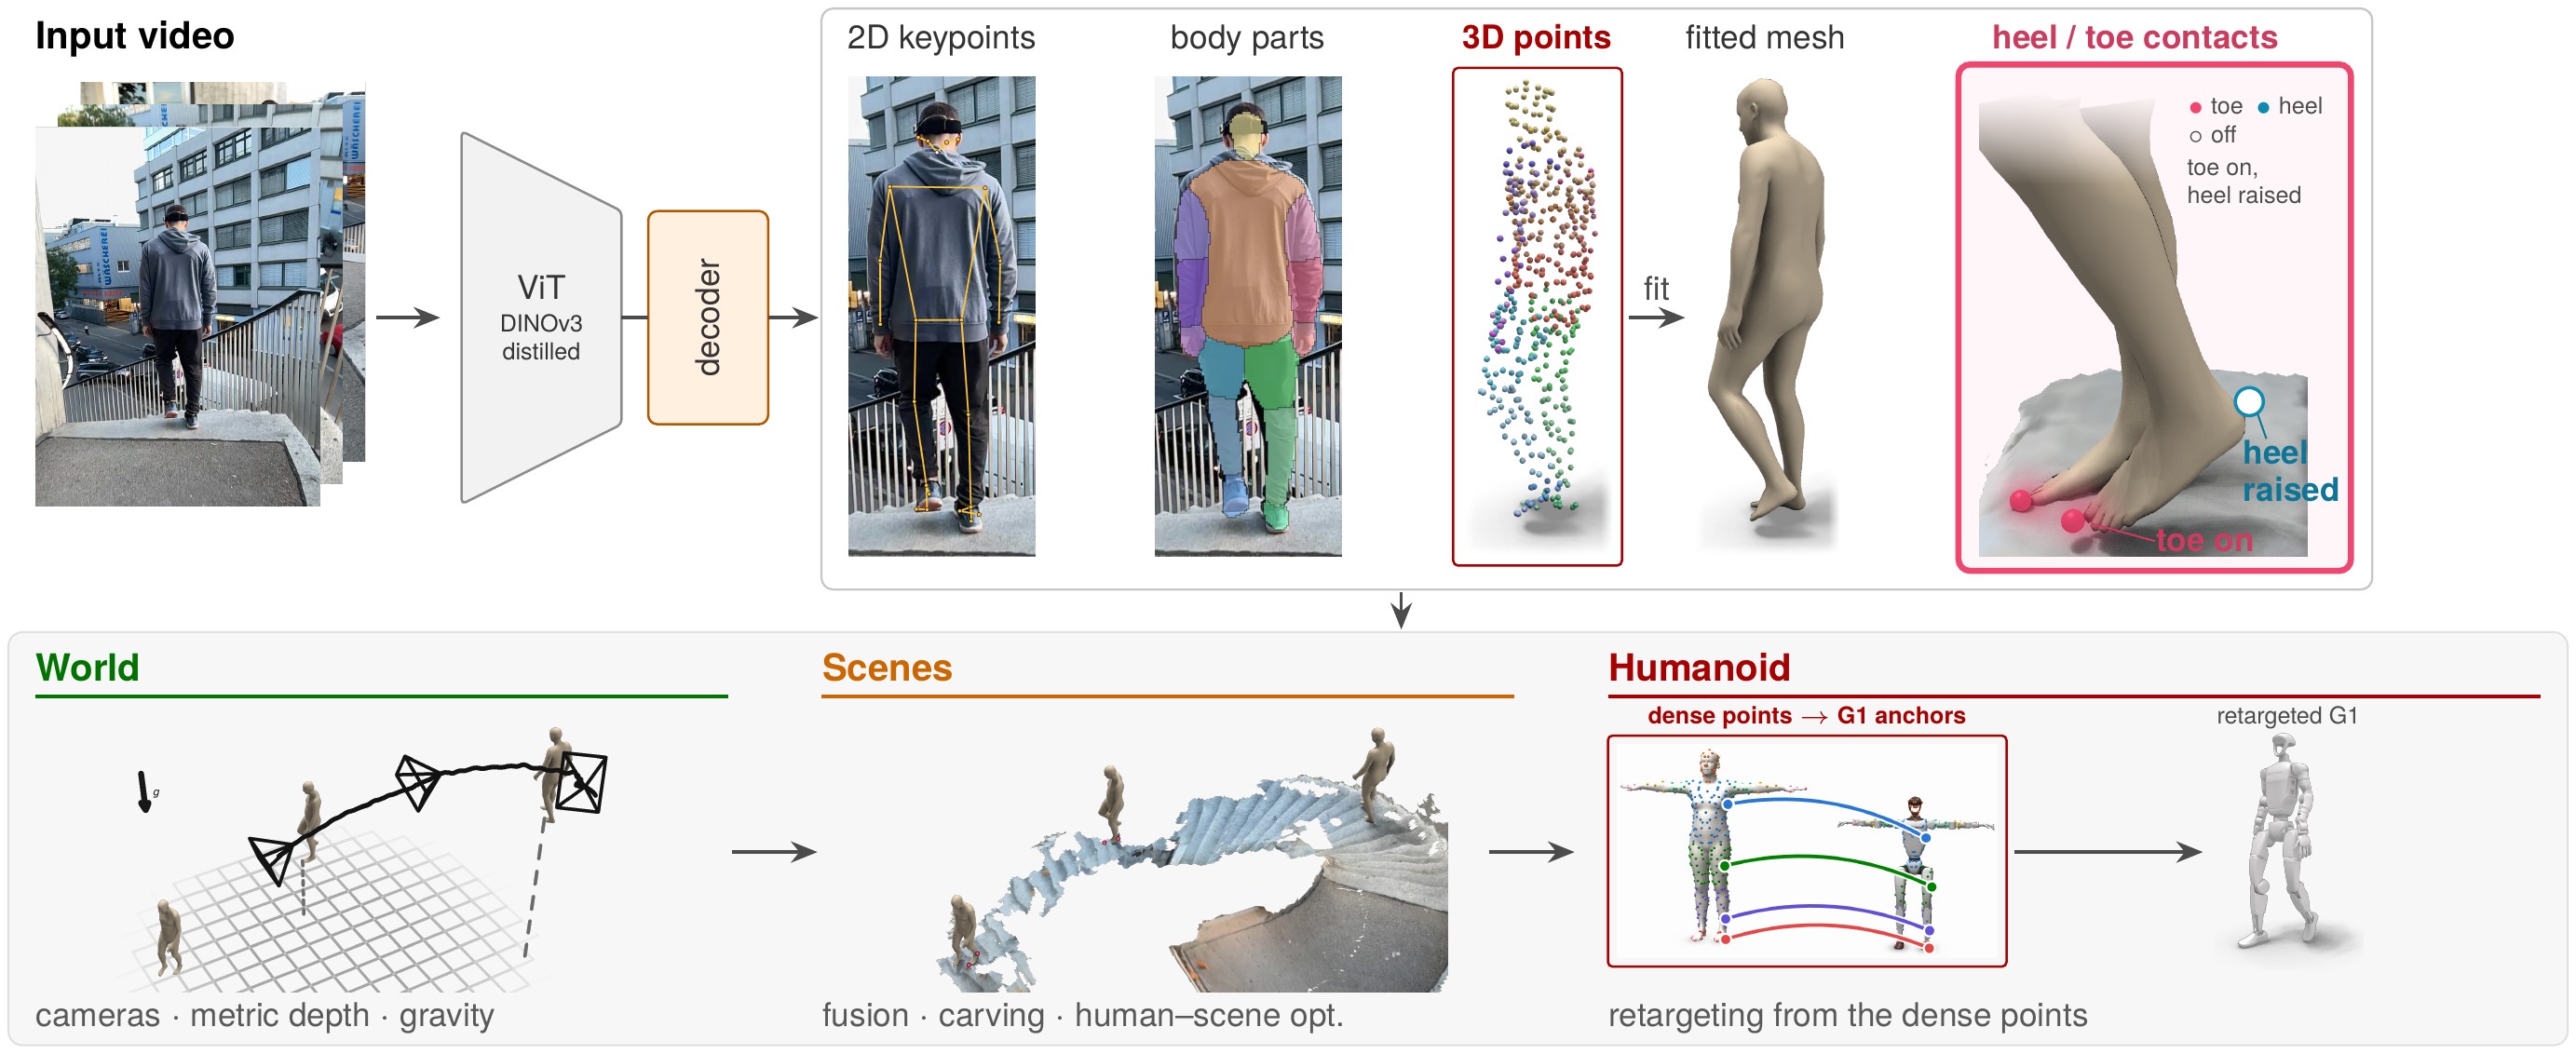 Input video
2D keypoints
body parts
3D points
fitted mesh
heel / toe contacts
WÄSCHEREI
ViT
DINOv3
distilled
decoder
fit
toe
heel
off
toe on,
heel raised
heel
raised
toe on
World
g
cameras · metric depth · gravity
Scenes
fusion · carving · human–scene opt.
Humanoid
dense points → G1 anchors
retargeted G1
retargeting from the dense points